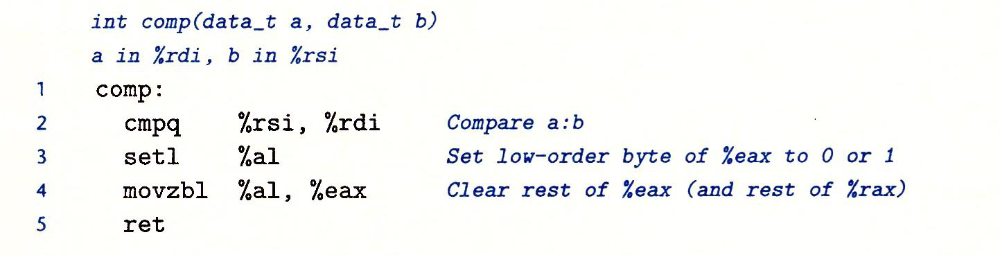 int comp(data_t a, data_t b)
a in %rdi, b in %rsi
1 comp:
2 cmpq %rsi, %rdi Compare a:b
3 setl %al Set low-order byte of %eax to 0 or 1
4 movzbl %al, %eax Clear rest of %eax (and rest of %rax)
5 ret